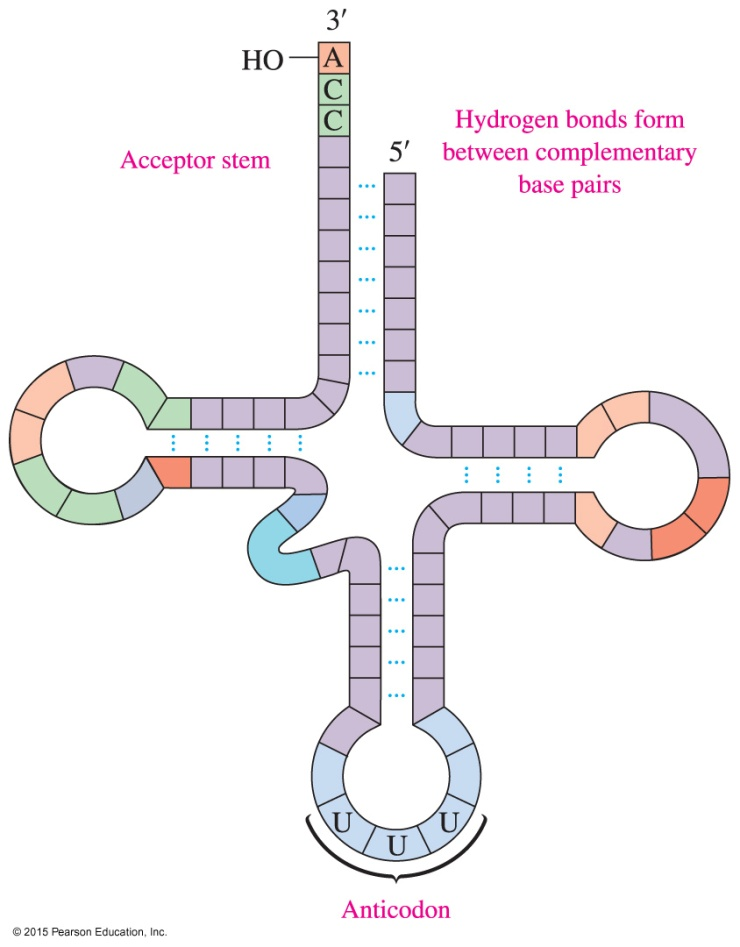 3′
HO
A
C
C
Acceptor stem
5′
Hydrogen bonds form
between complementary
base pairs
U
U
U
Anticodon
© 2015 Pearson Education, Inc.